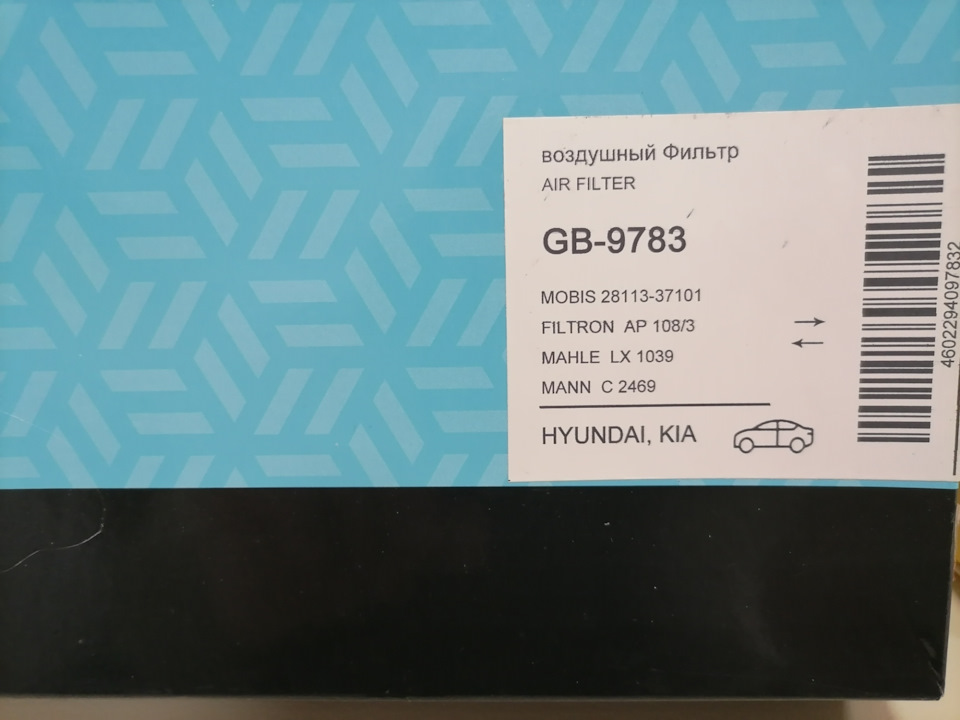 воздушный Фильтр
AIR FILTER
GB-9783
MOBIS 28113-37101
FILTRON AP 108/3
MAHLE LX 1039
MANN C 2469
HYUNDAI, KIA
4602294097832